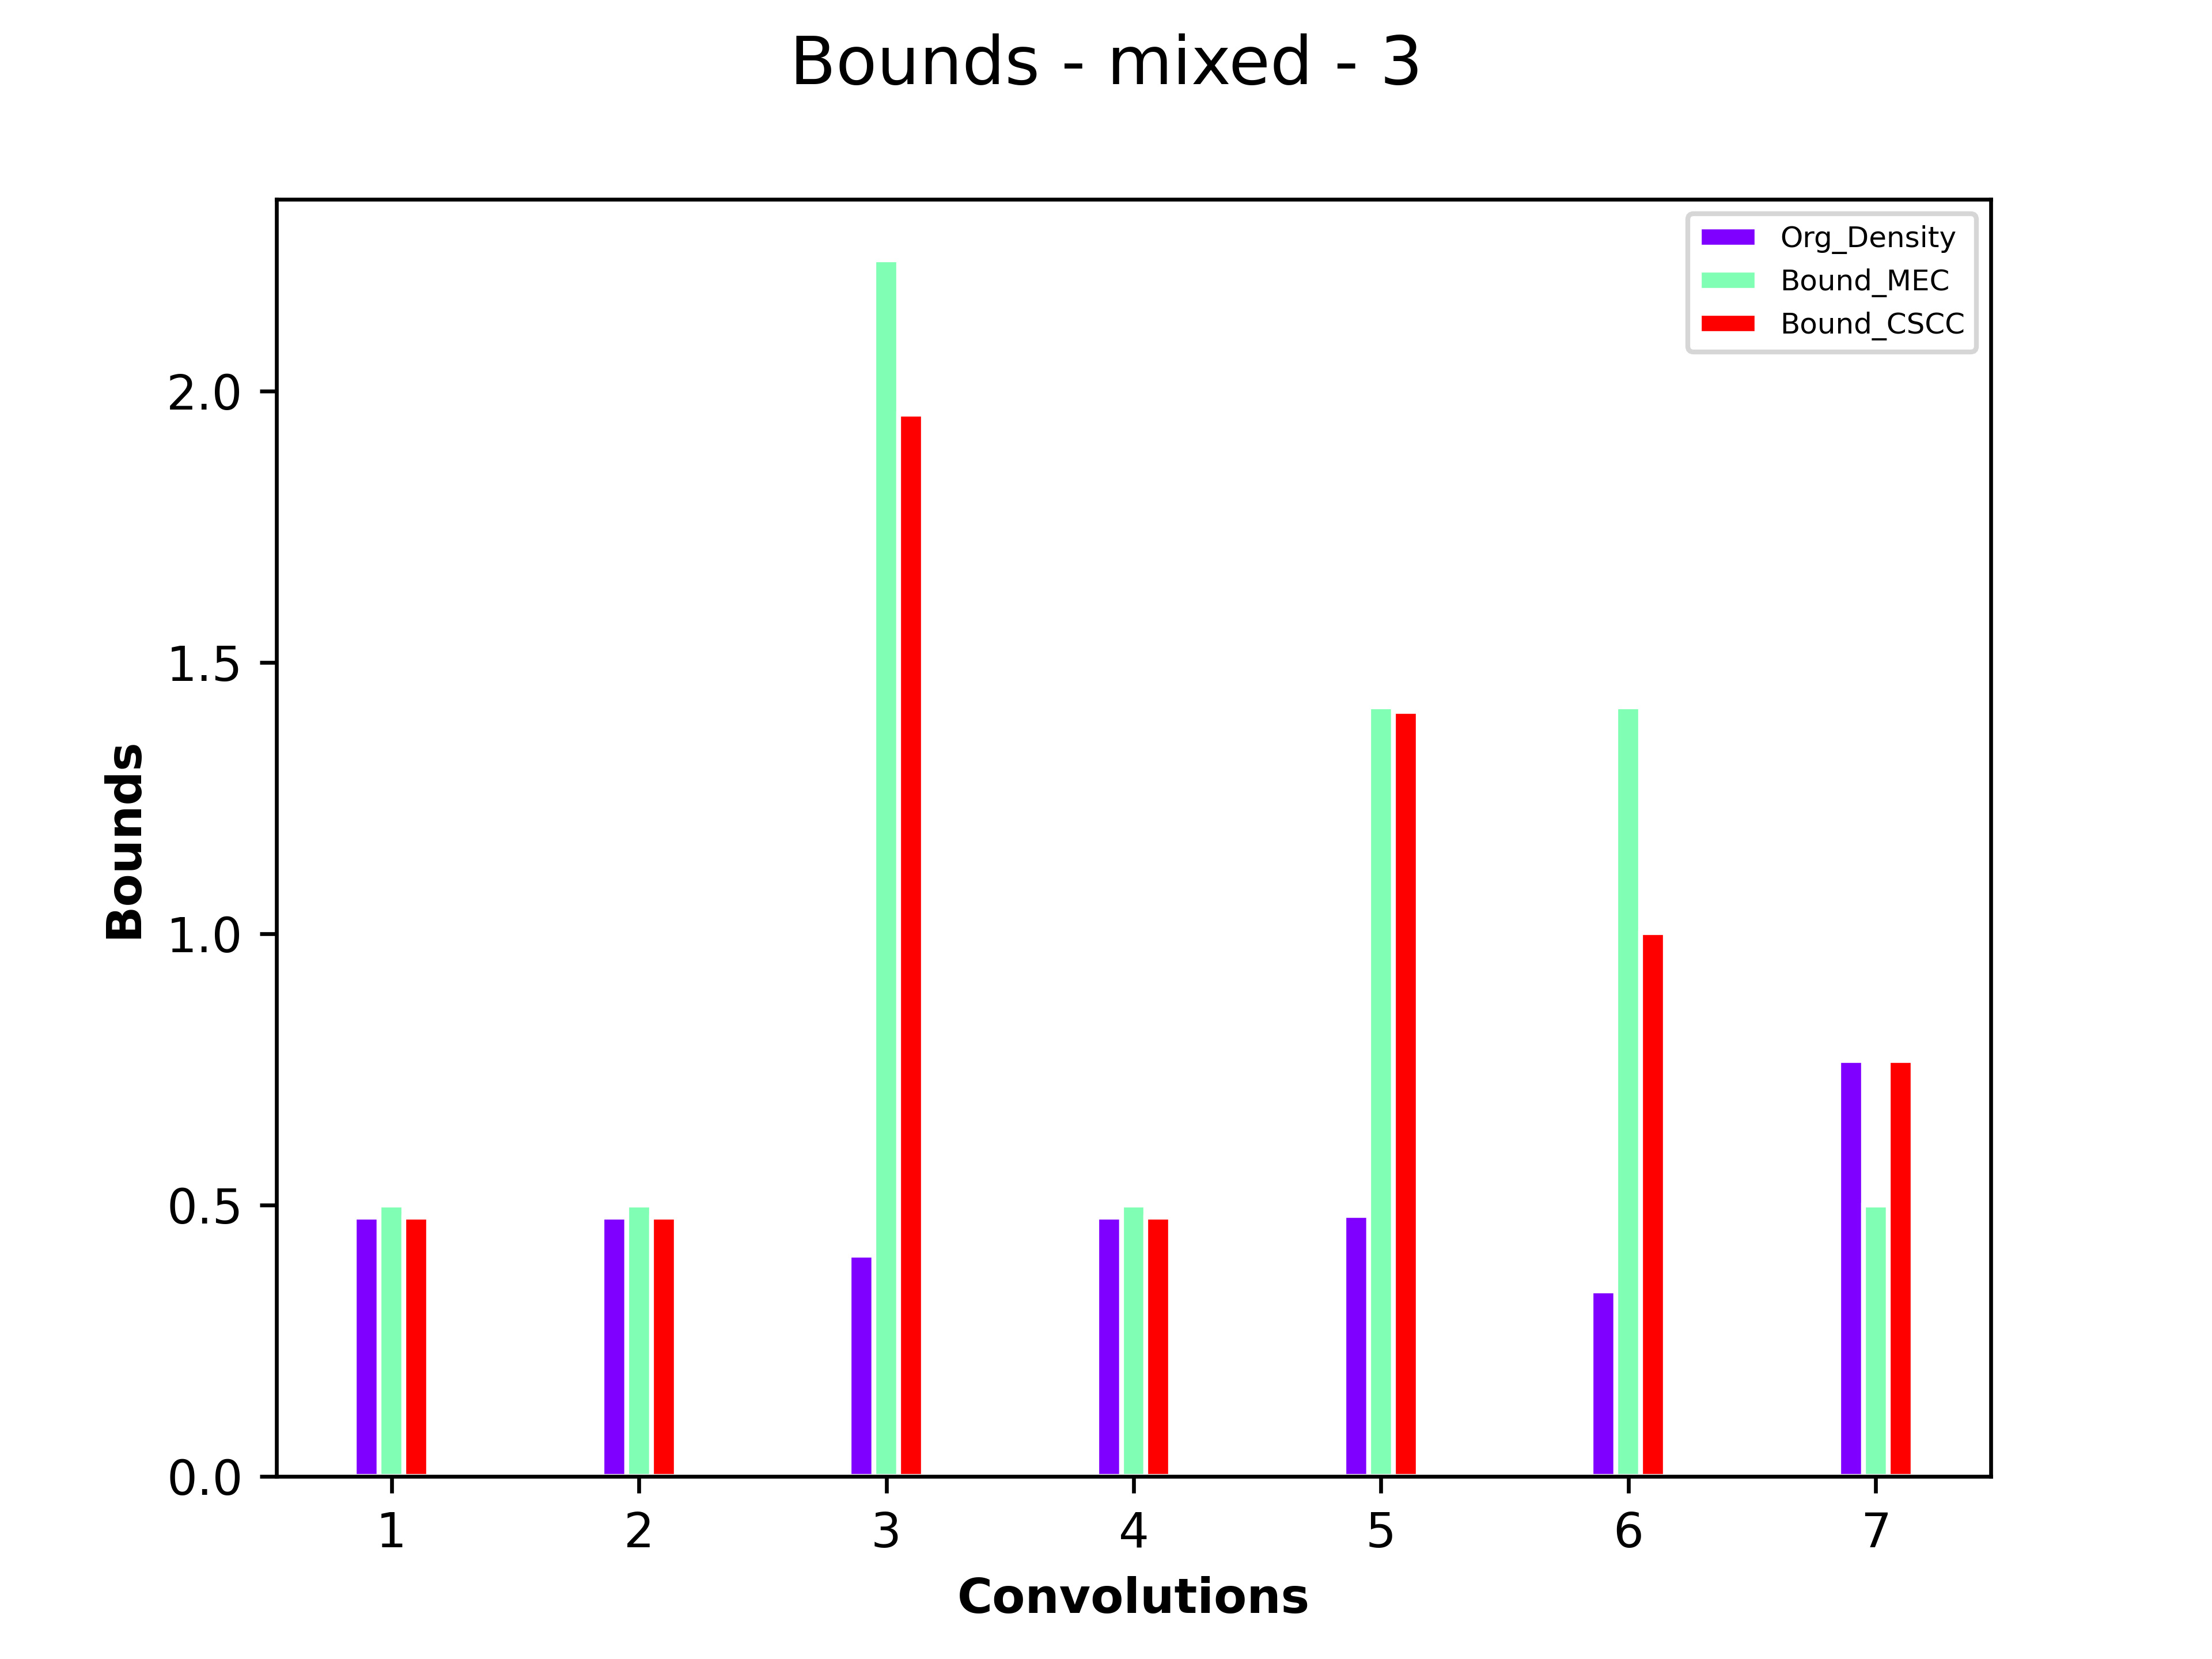 Bounds - mixed - 3
Org_Density
Bound_MEC
Bound_CSCC
2.0
1.5
1.0
0.5
0.0
Bounds
1 2 3 4 5 6 7
Convolutions